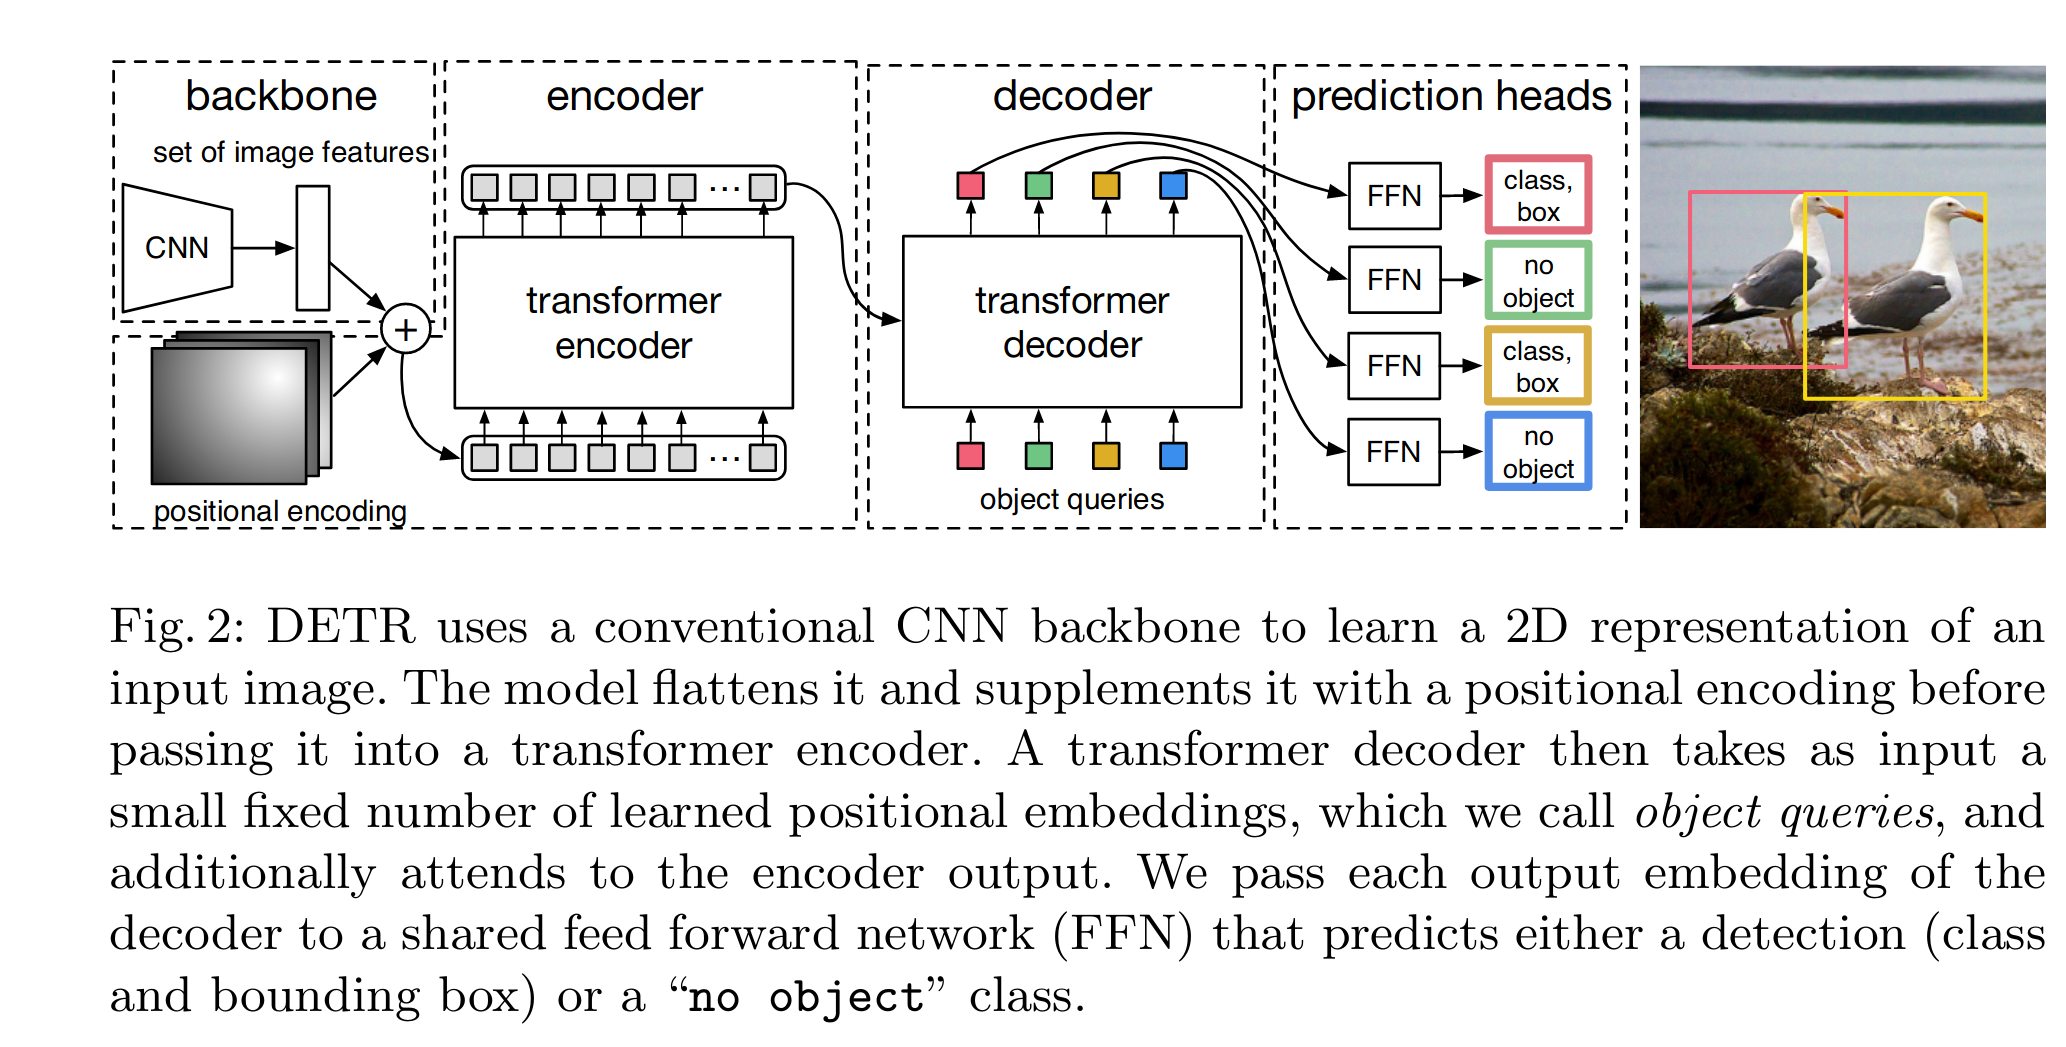 backbone
encoder
decoder
prediction heads
set of image features
CNN
+
positional encoding
...
transformer
encoder
...
transformer
decoder
object queries
FFN
class,
box
FFN
no
object
FFN
class,
box
FFN
no
object
Fig. 2: DETR uses a conventional CNN backbone to learn a 2D representation of an
input image. The model flattens it and supplements it with a positional encoding before
passing it into a transformer encoder. A transformer decoder then takes as input a
small fixed number of learned positional embeddings, which we call object queries, and
additionally attends to the encoder output. We pass each output embedding of the
decoder to a shared feed forward network (FFN) that predicts either a detection (class
and bounding box) or a “no object” class.